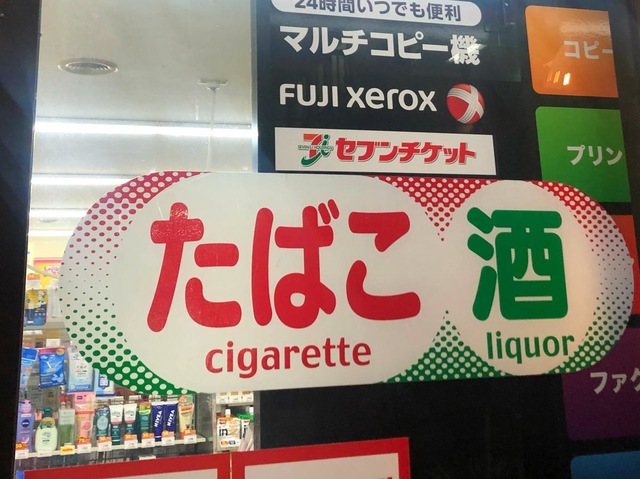 24時間いつでも便利
マルチコピー機
コピー
FUJI xerox
セブンチケット
プリン
たばこ 酒
cigarette liquor
ファク
NIVEA